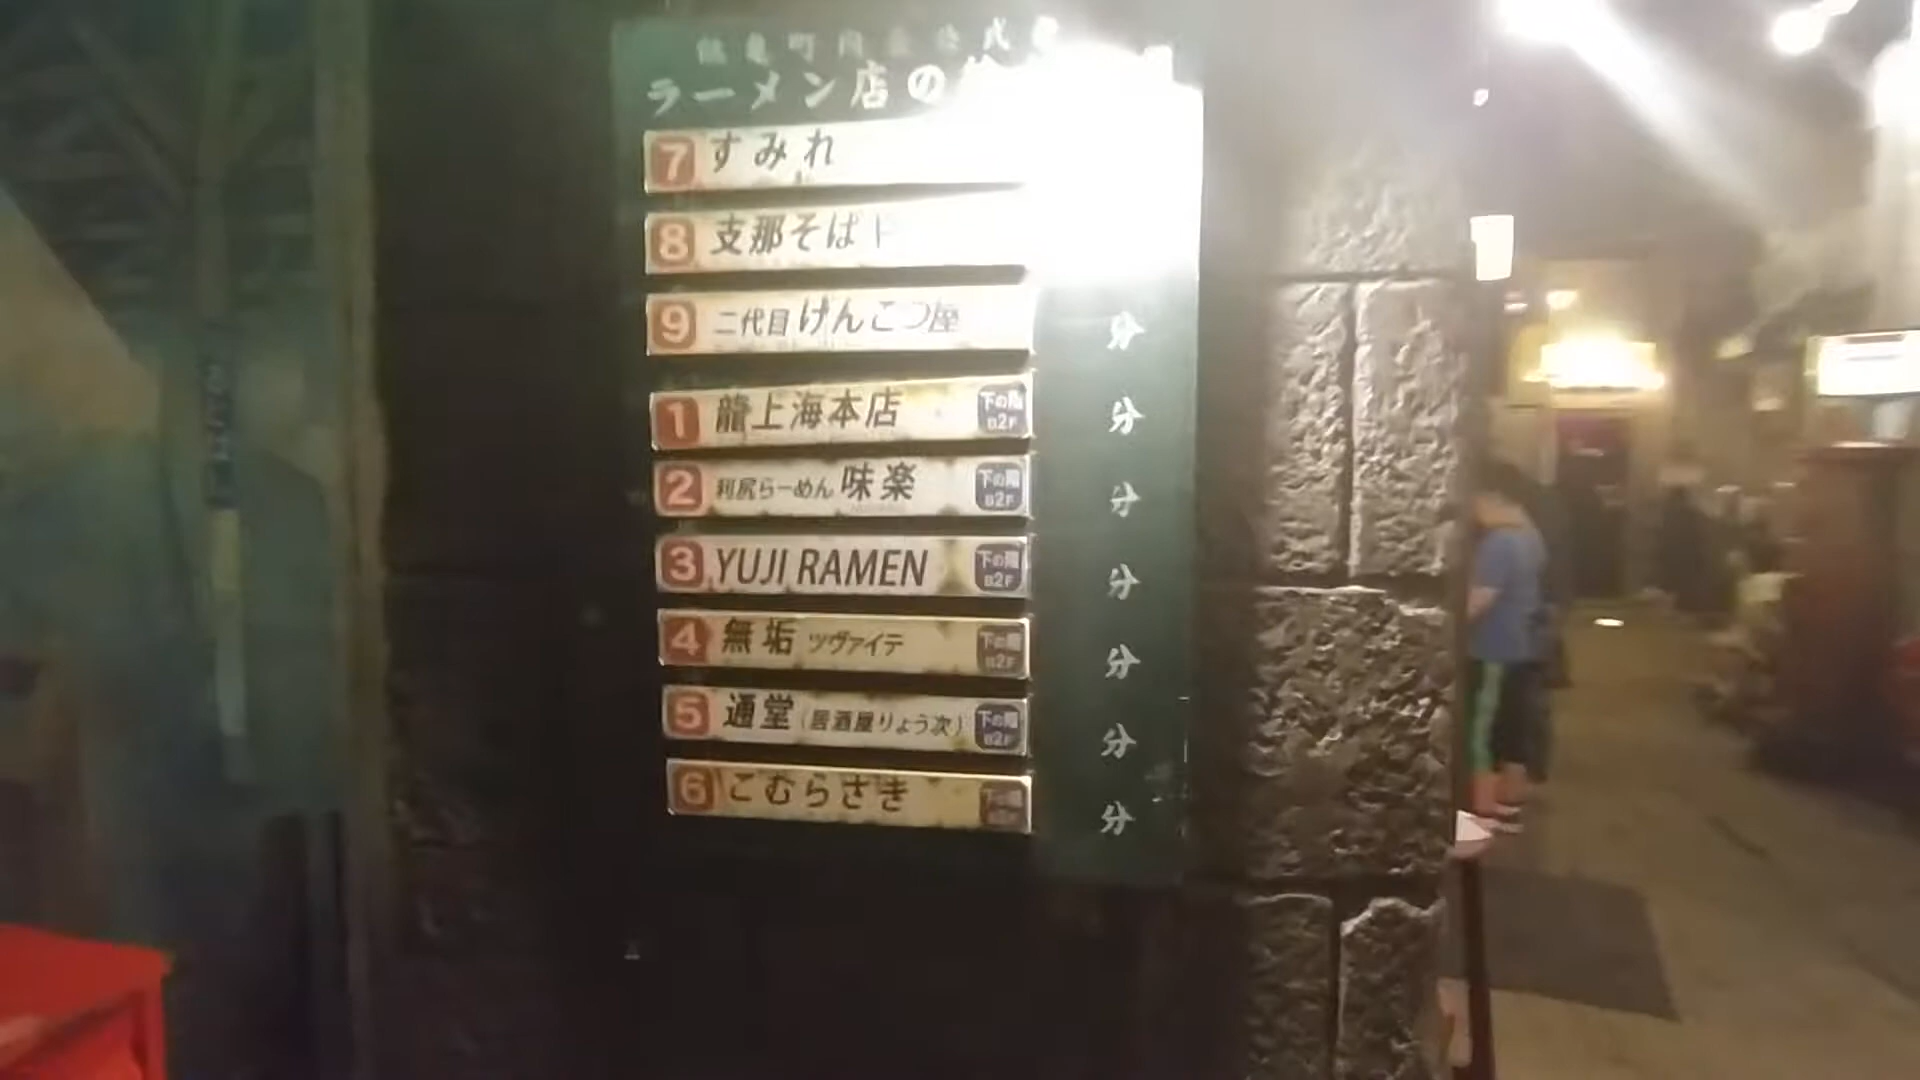 ラーメン店の
7 すみれ
8 支那そば
9 二代目 げんこつ屋 分
1 龍上海本店 下の階 B2F 分
2 利尻らーめん 味楽 下の階 B2F 分
3 YUJI RAMEN 下の階 B2F 分
4 無垢 ツヴァイテ 下の階 B2F 分
5 通堂 (居酒屋りょう次) 下の階 B2F 分
6 こむらさき 分